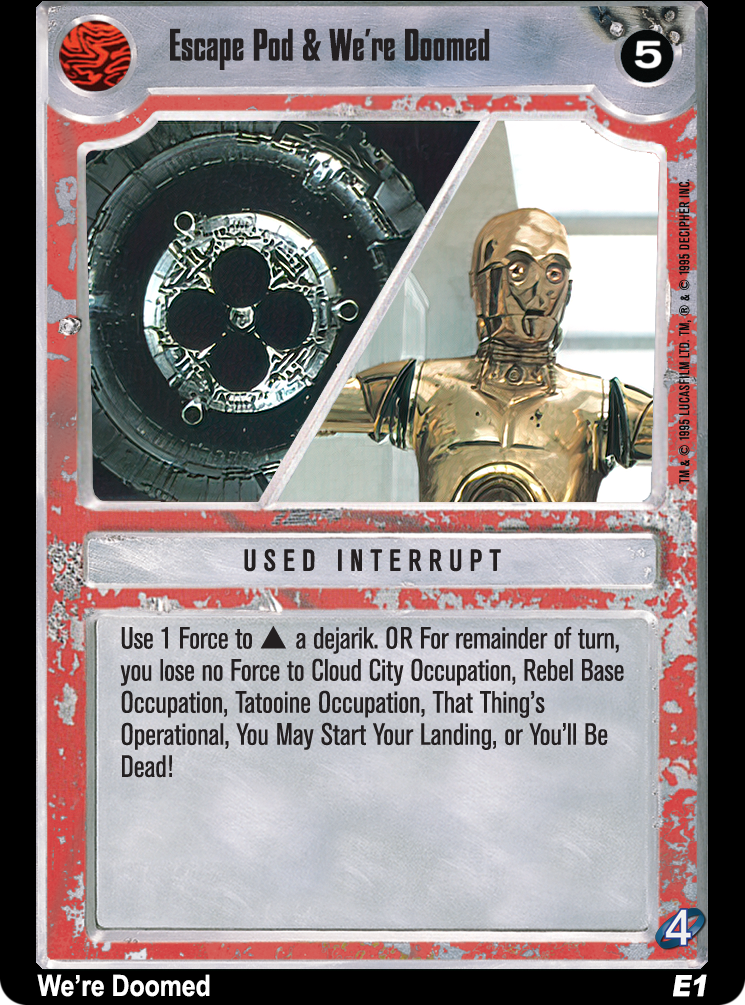 Escape Pod & We're Doomed
5
TM & © 1995 LUCASFILM LTD. TM, ® & © 1995 DECIPHER INC.
USED INTERRUPT
Use 1 Force to ▲ a dejarik. OR For remainder of turn,
you lose no Force to Cloud City Occupation, Rebel Base
Occupation, Tatooine Occupation, That Thing's
Operational, You May Start Your Landing, or You'll Be
Dead!
4
We're Doomed
E1